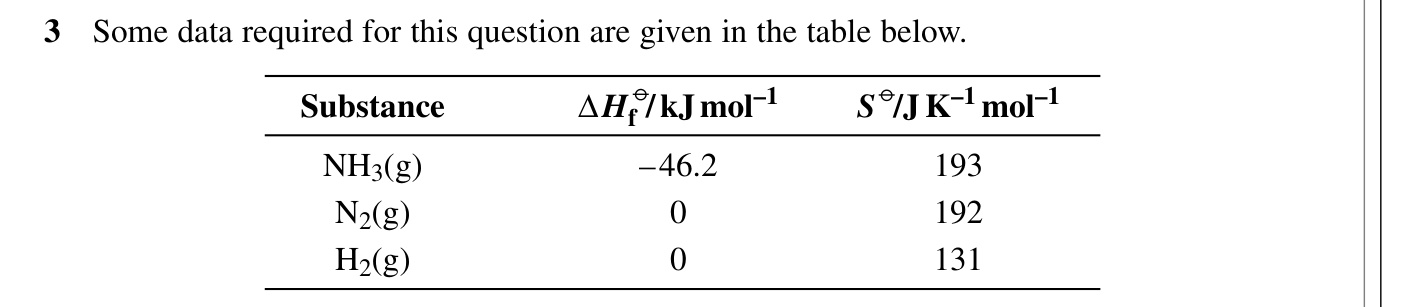 3 Some data required for this question are given in the table below.
Substance ΔHf⦵/kJ mol–1 S⦵/J K–1 mol–1
NH3(g) –46.2 193
N2(g) 0 192
H2(g) 0 131